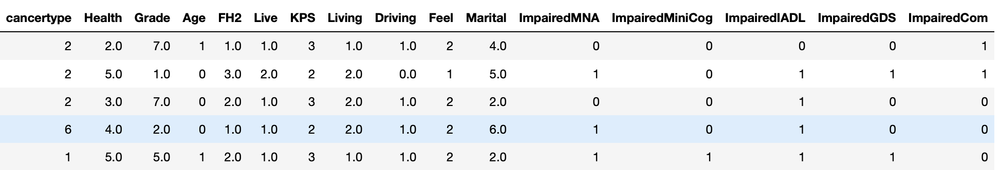 cancertype Health Grade Age FH2 Live KPS Living Driving Feel Marital ImpairedMNA ImpairedMiniCog ImpairedIADL ImpairedGDS ImpairedCom
2 2.0 7.0 1 1.0 1.0 3 1.0 1.0 2 4.0 0 0 0 0 1
2 5.0 1.0 0 3.0 2.0 2 2.0 0.0 1 5.0 1 0 1 1 1
2 3.0 7.0 0 2.0 1.0 3 2.0 1.0 2 2.0 0 0 1 0 0
6 4.0 2.0 0 1.0 1.0 2 2.0 1.0 2 6.0 1 0 1 0 0
1 5.0 5.0 1 2.0 1.0 3 1.0 1.0 2 2.0 1 1 1 1 0